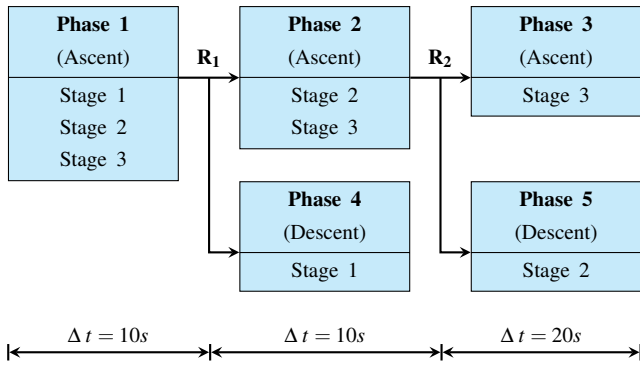 Phase 1
(Ascent)
Stage 1
Stage 2
Stage 3
R1
Phase 2
(Ascent)
Stage 2
Stage 3
R2
Phase 3
(Ascent)
Stage 3
Phase 4
(Descent)
Stage 1
Phase 5
(Descent)
Stage 2
Δ t = 10s
Δ t = 10s
Δ t = 20s